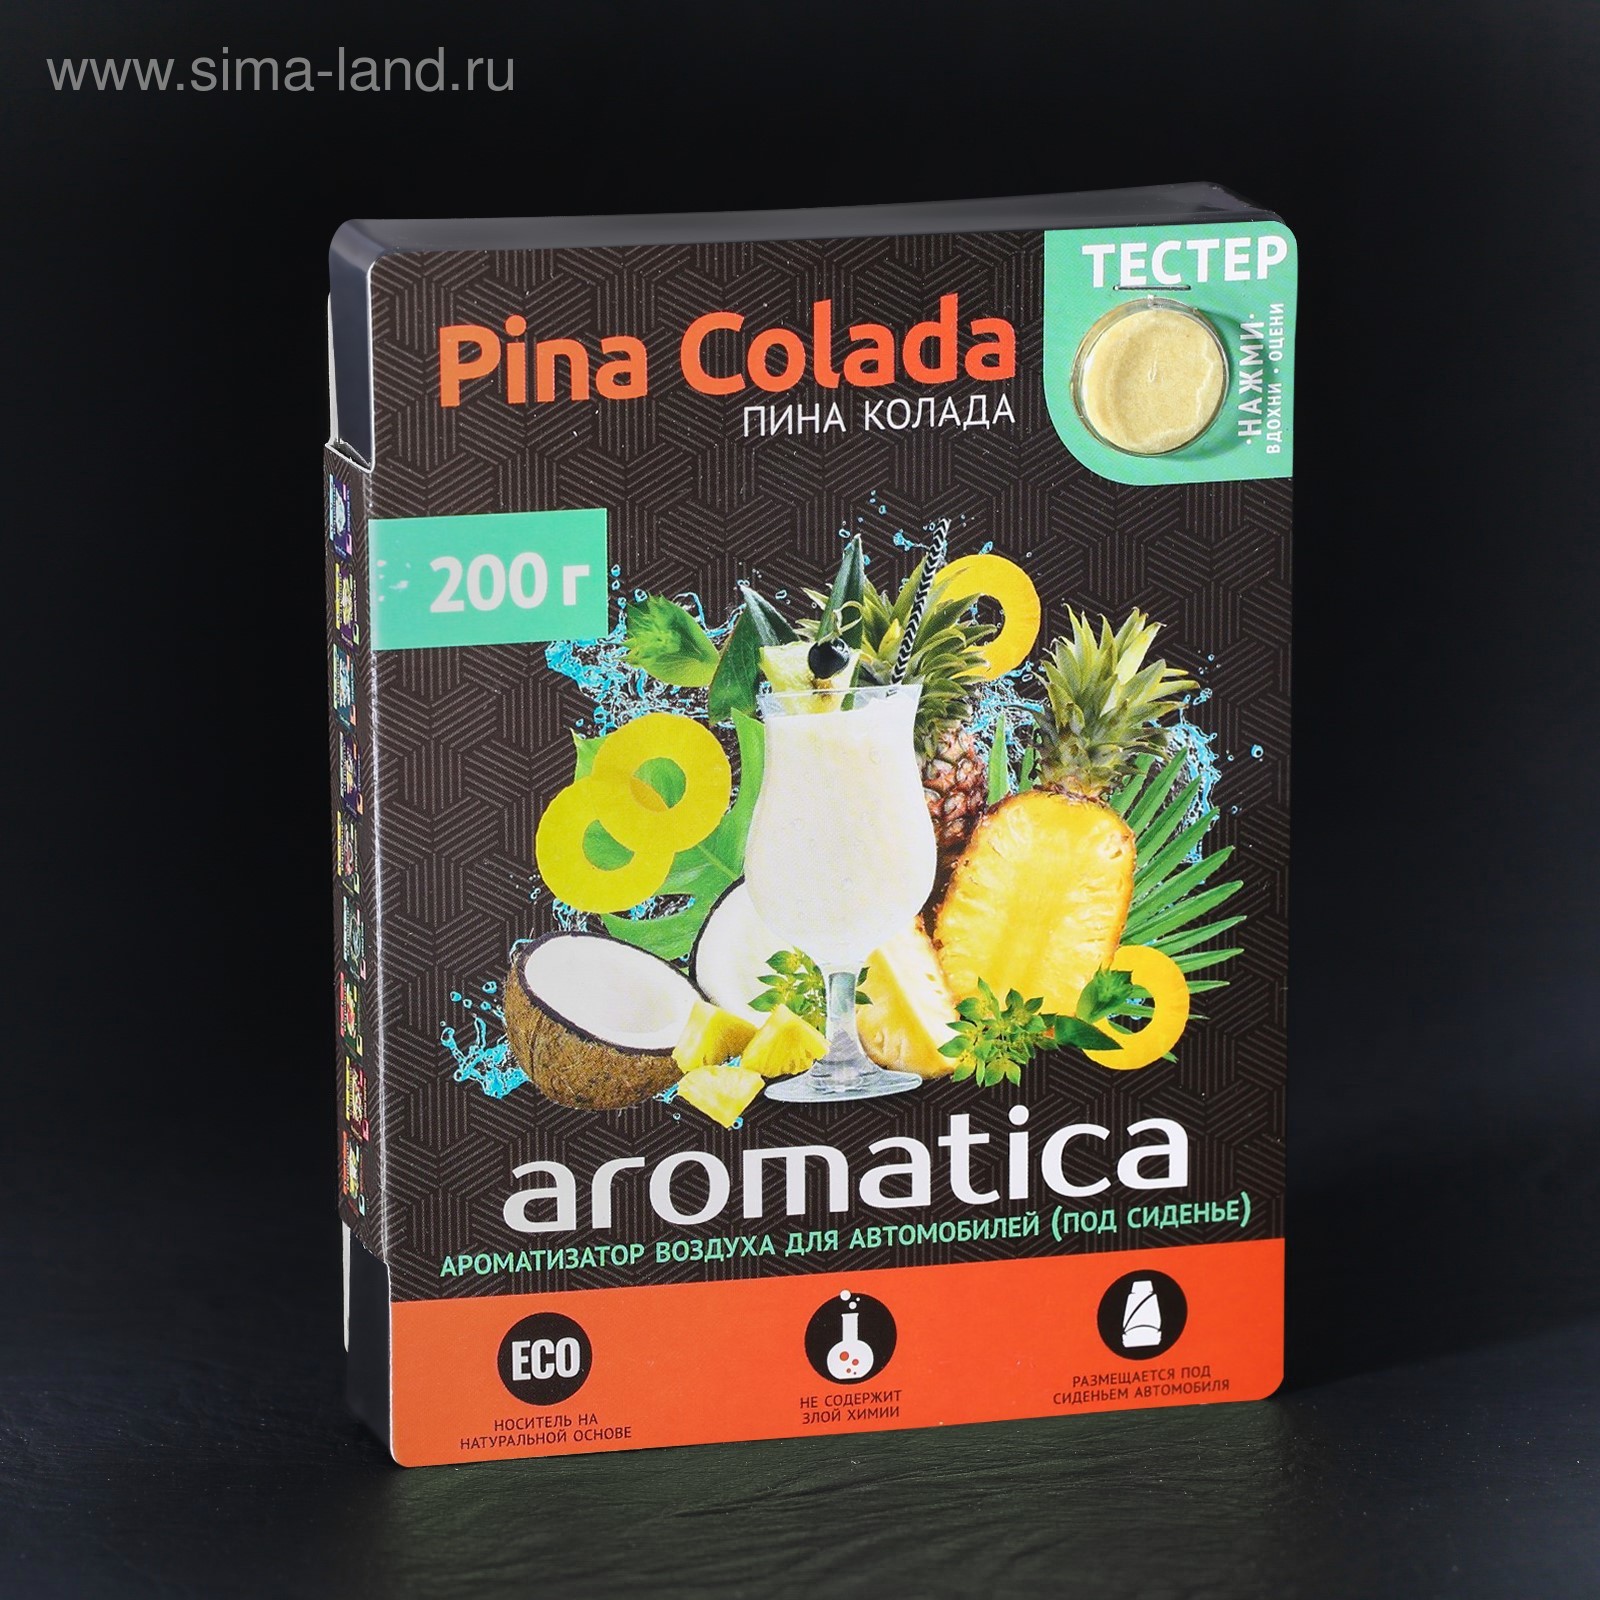 www.sima-land.ru
ТЕСТЕР
·НАЖМИ·
ВДОХНИ · ОЦЕНИ
Pina Colada
ПИНА КОЛАДА
200 г
aromatica
АРОМАТИЗАТОР ВОЗДУХА ДЛЯ АВТОМОБИЛЕЙ (ПОД СИДЕНЬЕ)
ECO
НОСИТЕЛЬ НА
НАТУРАЛЬНОЙ ОСНОВЕ
НЕ СОДЕРЖИТ
ЗЛОЙ ХИМИИ
РАЗМЕЩАЕТСЯ ПОД
СИДЕНЬЕМ АВТОМОБИЛЯ